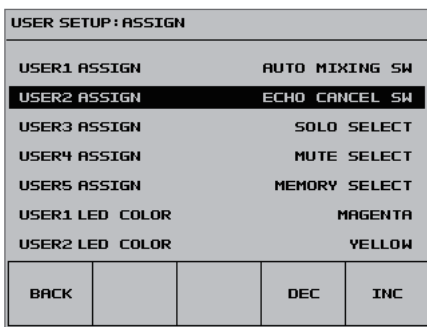 USER SETUP:ASSIGN
USER1 ASSIGN AUTO MIXING SW
USER2 ASSIGN ECHO CANCEL SW
USER3 ASSIGN SOLO SELECT
USER4 ASSIGN MUTE SELECT
USER5 ASSIGN MEMORY SELECT
USER1 LED COLOR MAGENTA
USER2 LED COLOR YELLOW
BACK DEC INC